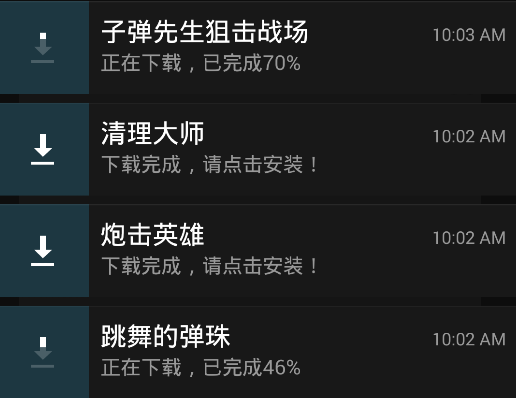 子弹先生狙击战场 10:03 AM
正在下载，已完成70%
清理大师 10:02 AM
下载完成，请点击安装！
炮击英雄 10:02 AM
下载完成，请点击安装！
跳舞的弹珠 10:02 AM
正在下载，已完成46%